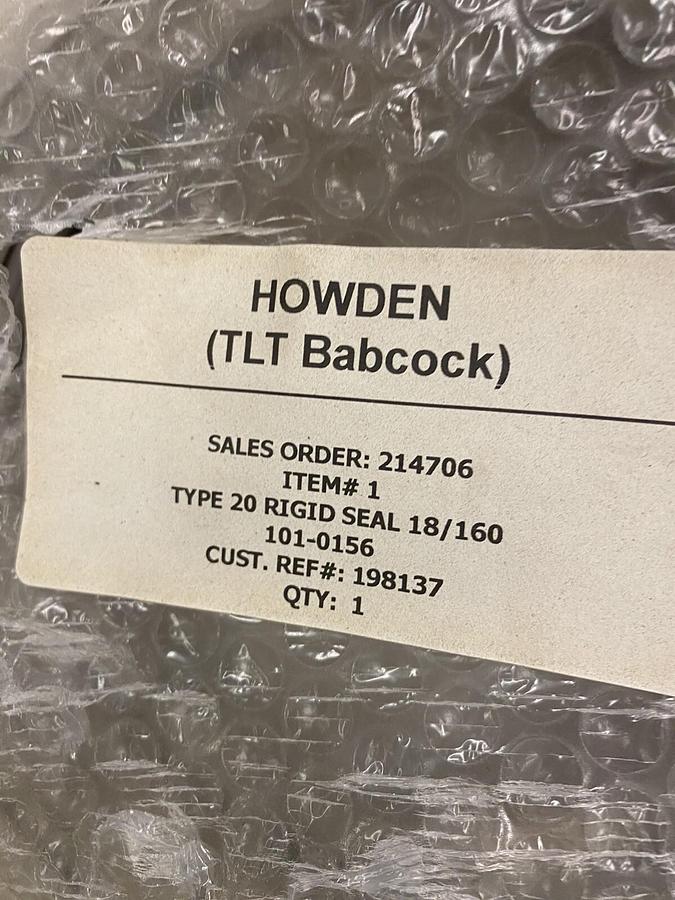 HOWDEN
(TLT Babcock)
SALES ORDER: 214706
ITEM# 1
TYPE 20 RIGID SEAL 18/160
101-0156
CUST. REF#: 198137
QTY: 1